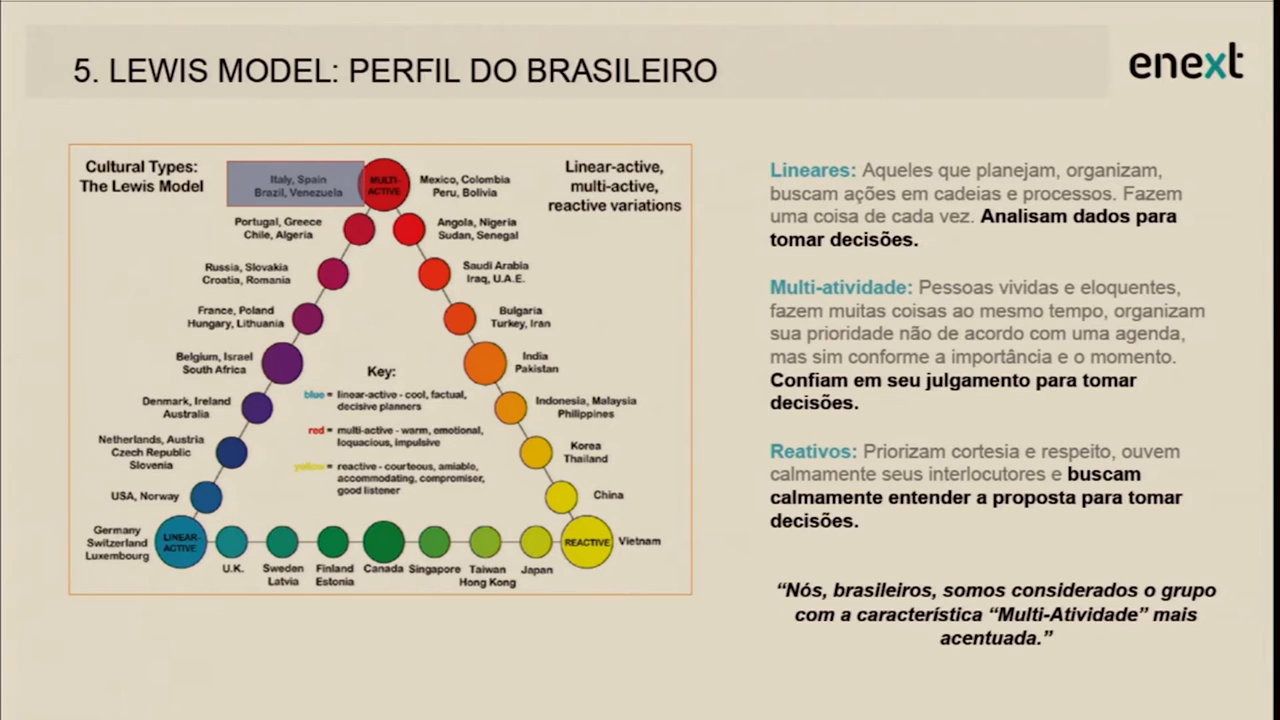 5. LEWIS MODEL: PERFIL DO BRASILEIRO
enext
Cultural Types:
The Lewis Model
Linear-active,
multi-active,
reactive variations
MULTI-
ACTIVE
Italy, Spain
Brazil, Venezuela
Mexico, Colombia
Peru, Bolivia
Portugal, Greece
Chile, Algeria
Angola, Nigeria
Sudan, Senegal
Russia, Slovakia
Croatia, Romania
Saudi Arabia
Iraq, U.A.E.
France, Poland
Hungary, Lithuania
Bulgaria
Turkey, Iran
Belgium, Israel
South Africa
India
Pakistan
Denmark, Ireland
Australia
Indonesia, Malaysia
Philippines
Netherlands, Austria
Czech Republic
Slovenia
Korea
Thailand
USA, Norway
China
Germany
Switzerland
Luxembourg
LINEAR-
ACTIVE
REACTIVE
Vietnam
U.K.
Sweden
Latvia
Finland
Estonia
Canada
Singapore
Taiwan
Hong Kong
Japan
Key:
blue = linear-active - cool, factual,
decisive planners
red = multi-active - warm, emotional,
loquacious, impulsive
yellow = reactive - courteous, amiable,
accommodating, compromiser,
good listener
Lineares: Aqueles que planejam, organizam,
buscam ações em cadeias e processos. Fazem
uma coisa de cada vez. Analisam dados para
tomar decisões.
Multi-atividade: Pessoas vividas e eloquentes,
fazem muitas coisas ao mesmo tempo, organizam
sua prioridade não de acordo com uma agenda,
mas sim conforme a importância e o momento.
Confiam em seu julgamento para tomar
decisões.
Reativos: Priorizam cortesia e respeito, ouvem
calmamente seus interlocutores e buscam
calmamente entender a proposta para tomar
decisões.
“Nós, brasileiros, somos considerados o grupo
com a característica “Multi-Atividade” mais
acentuada.”